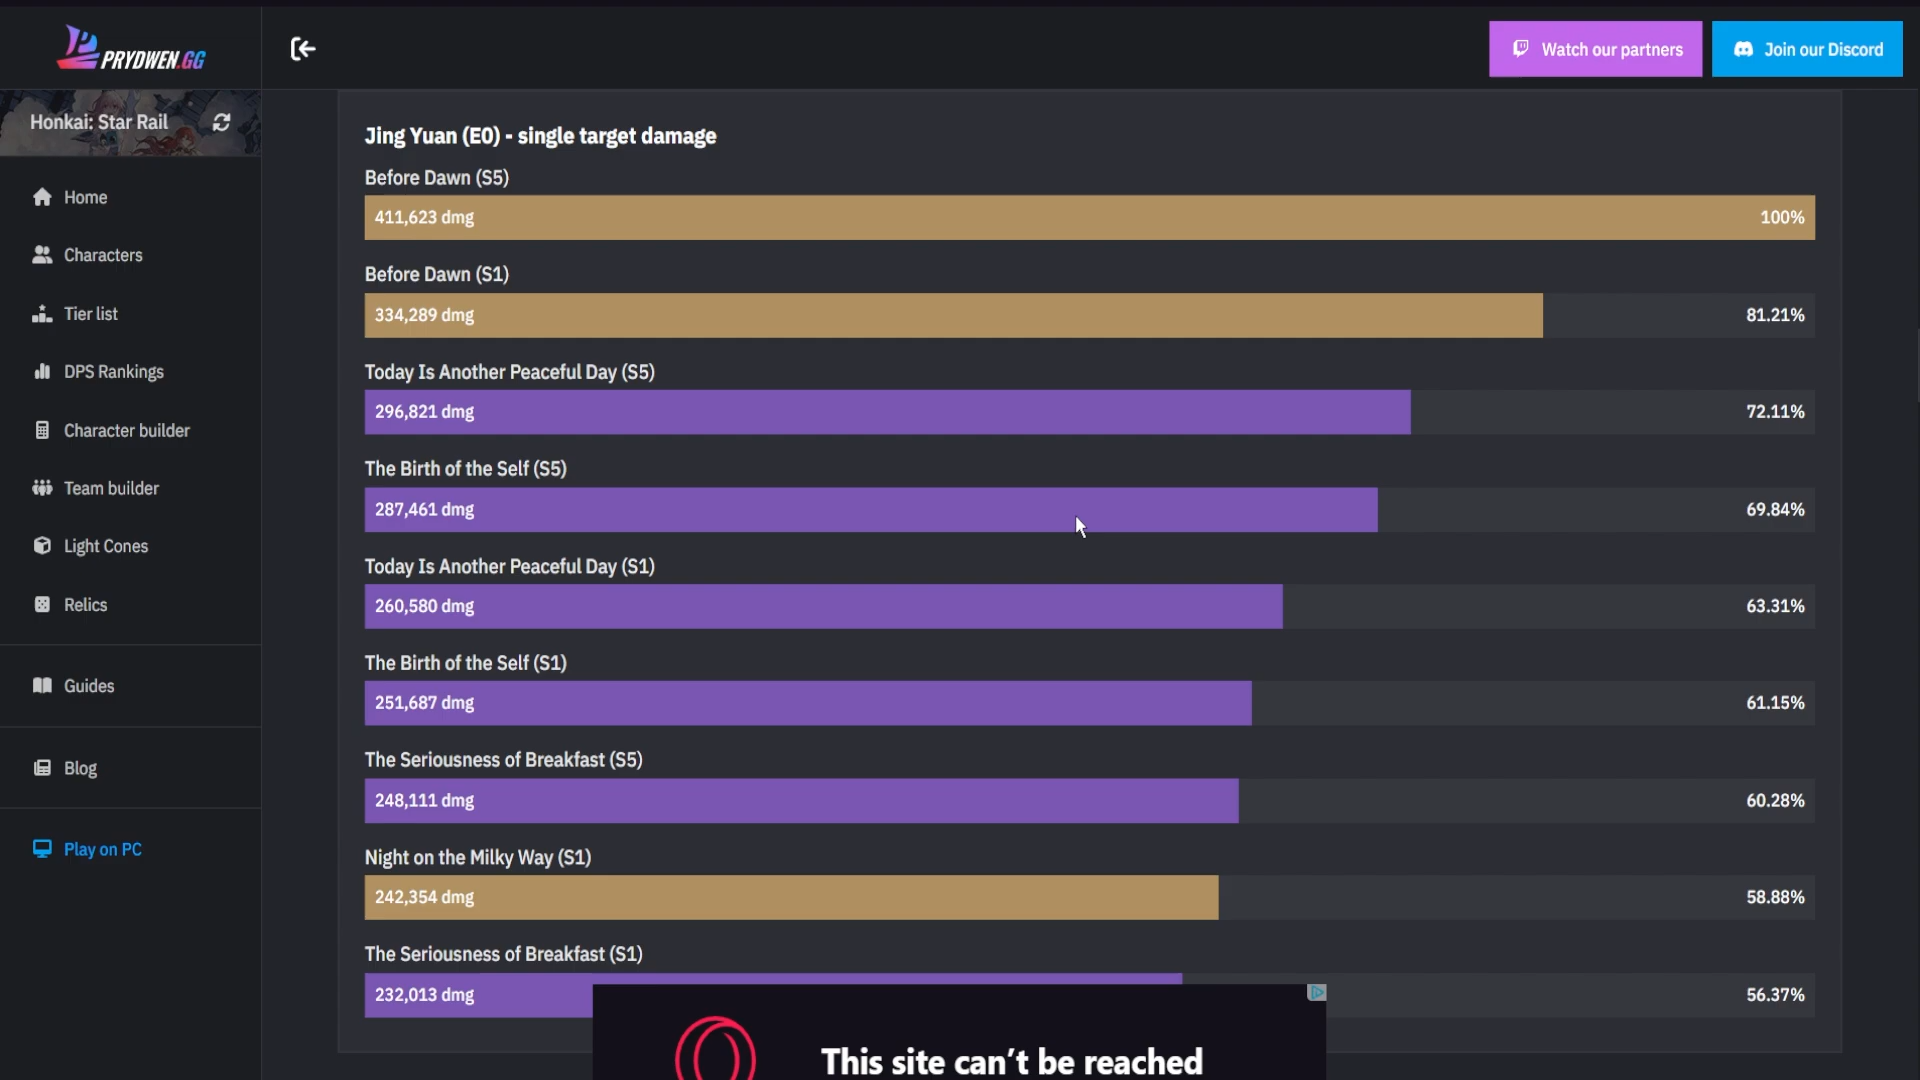 PRYDWEN.GG
Watch our partners
Join our Discord
Honkai: Star Rail
Home
Characters
Tier list
DPS Rankings
Character builder
Team builder
Light Cones
Relics
Guides
Blog
Play on PC
Jing Yuan (E0) - single target damage
Before Dawn (S5)
411,623 dmg 100%
Before Dawn (S1)
334,289 dmg 81.21%
Today Is Another Peaceful Day (S5)
296,821 dmg 72.11%
The Birth of the Self (S5)
287,461 dmg 69.84%
Today Is Another Peaceful Day (S1)
260,580 dmg 63.31%
The Birth of the Self (S1)
251,687 dmg 61.15%
The Seriousness of Breakfast (S5)
248,111 dmg 60.28%
Night on the Milky Way (S1)
242,354 dmg 58.88%
The Seriousness of Breakfast (S1)
232,013 dmg 56.37%
This site can't be reached